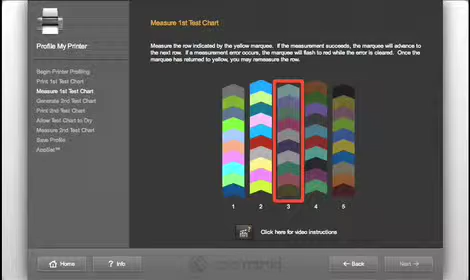 Measure 1st Test Chart
Profile My Printer
Measure the row indicated by the yellow marquee. If the measurement succeeds, the marquee will advance to
the next row. If a measurement error occurs, the marquee will flash to red while the error is cleared. Once the
marquee has returned to yellow, you may remeasure the row.
Begin Printer Profiling
Print 1st Test Chart
Measure 1st Test Chart
Generate 2nd Test Chart
Print 2nd Test Chart
Allow Test Chart to Dry
Measure 2nd Test Chart
Save Profile
AppSet™
1 2 3 4 5
Click here for video instructions
Home
? Info
Back
Next